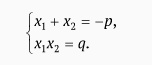 x₁ + x₂ = −p,
x₁x₂ = q.